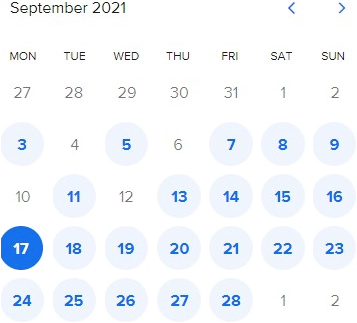 September 2021
MON TUE WED THU FRI SAT SUN
27 28 29 30 31 1 2
3 4 5 6 7 8 9
10 11 12 13 14 15 16
17 18 19 20 21 22 23
24 25 26 27 28 1 2